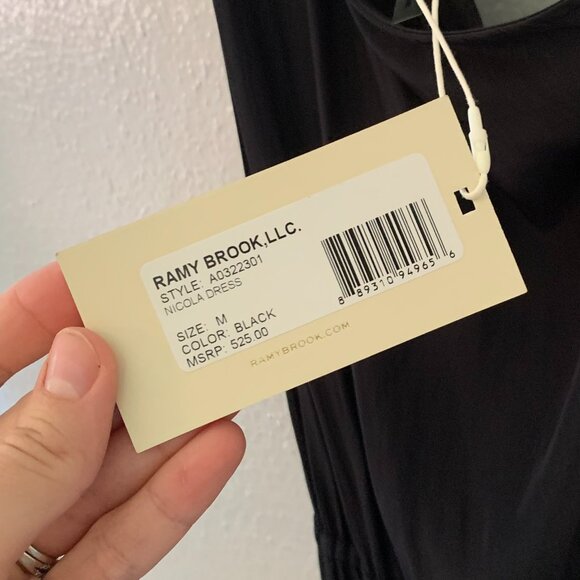 RAMY BROOK,LLC.
STYLE: A0322301
NICOLA DRESS
SIZE: M
COLOR: BLACK
MSRP: 525.00
8 89310 94965 6
RAMYBROOK.COM